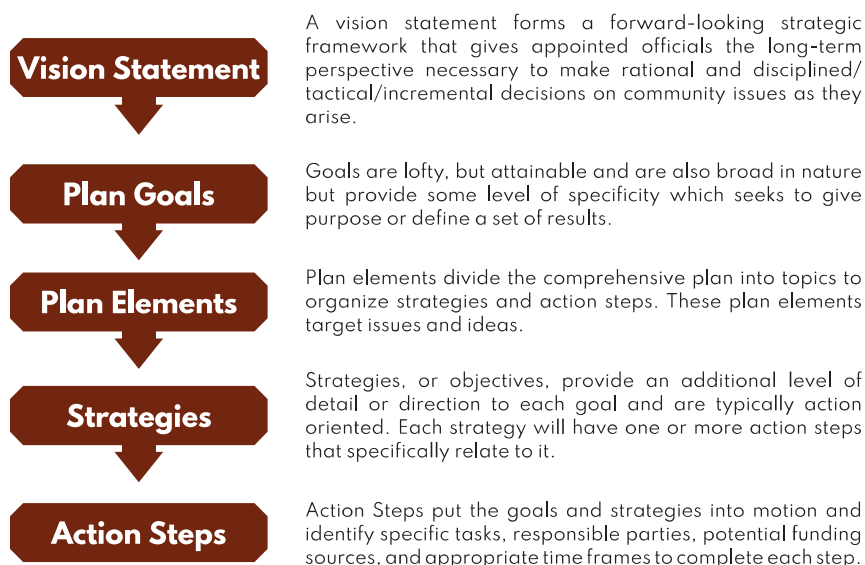 Vision Statement
A vision statement forms a forward-looking strategic
framework that gives appointed officials the long-term
perspective necessary to make rational and disciplined/
tactical/incremental decisions on community issues as they
arise.
Plan Goals
Goals are lofty, but attainable and are also broad in nature
but provide some level of specificity which seeks to give
purpose or define a set of results.
Plan Elements
Plan elements divide the comprehensive plan into topics to
organize strategies and action steps. These plan elements
target issues and ideas.
Strategies
Strategies, or objectives, provide an additional level of
detail or direction to each goal and are typically action
oriented. Each strategy will have one or more action steps
that specifically relate to it.
Action Steps
Action Steps put the goals and strategies into motion and
identify specific tasks, responsible parties, potential funding
sources, and appropriate time frames to complete each step.